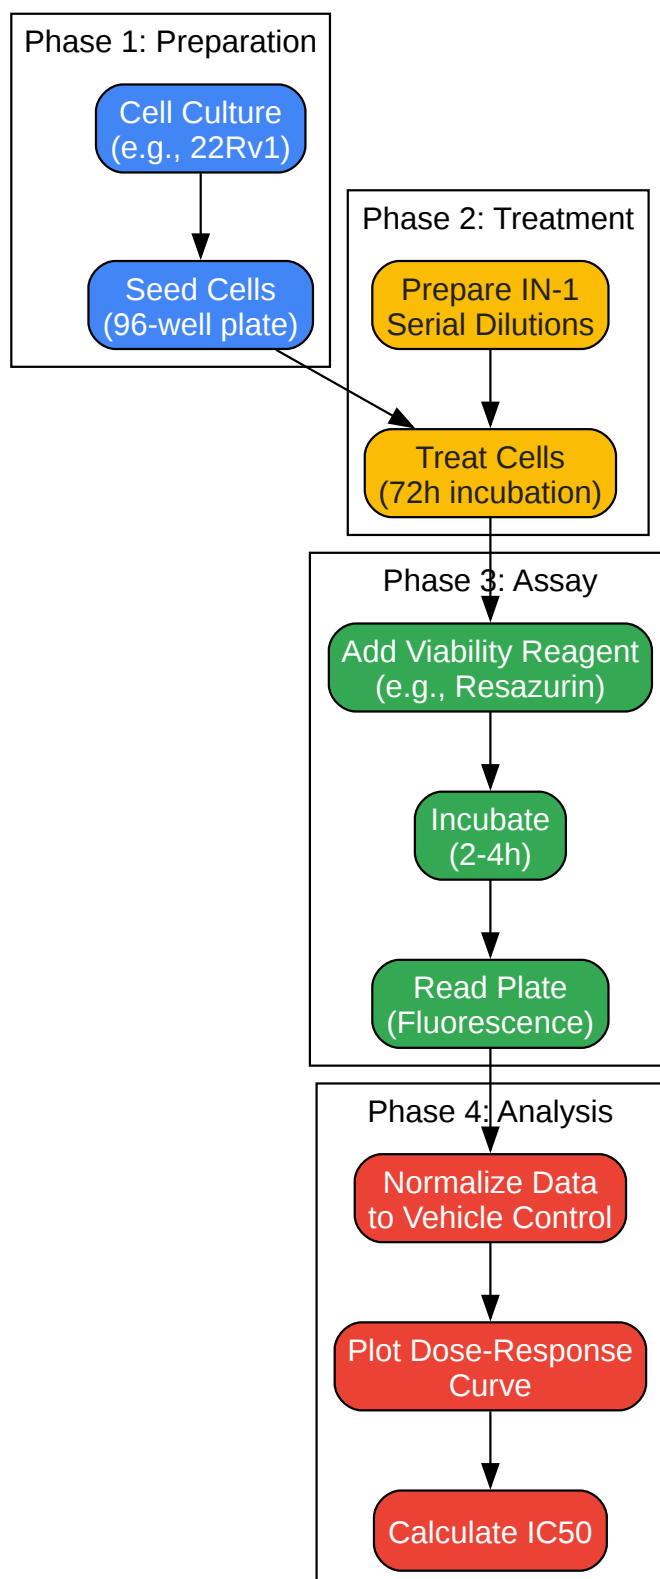 Phase 1: Preparation
Cell Culture
(e.g., 22Rv1)
Seed Cells
(96-well plate)
Phase 2: Treatment
Prepare IN-1
Serial Dilutions
Treat Cells
(72h incubation)
Phase 3: Assay
Add Viability Reagent
(e.g., Resazurin)
Incubate
(2-4h)
Read Plate
(Fluorescence)
Phase 4: Analysis
Normalize Data
to Vehicle Control
Plot Dose-Response
Curve
Calculate IC50